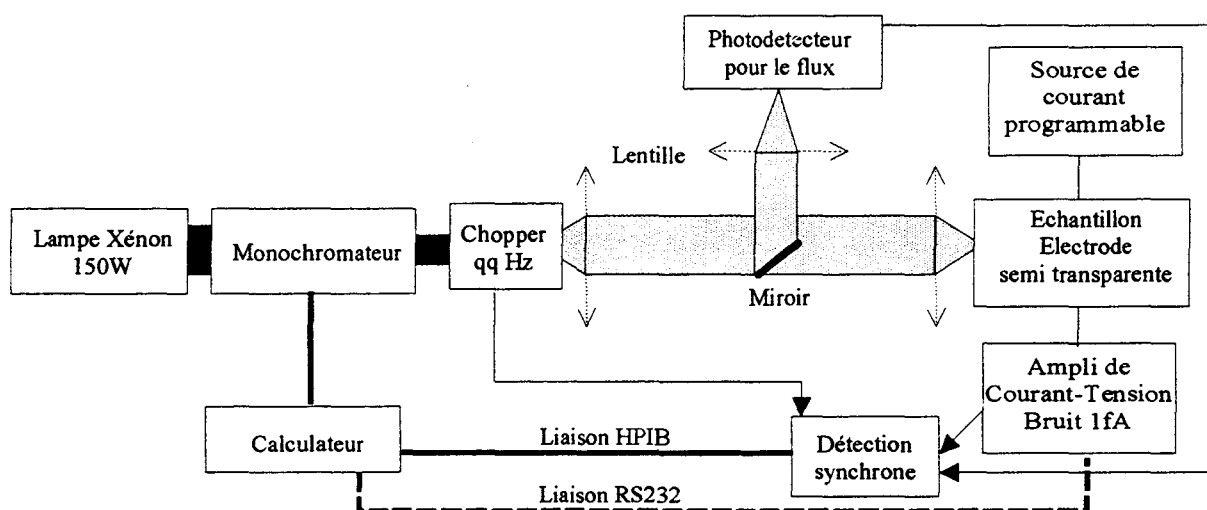 Photodetecteur
pour le flux
Source de
courant
programmable
Lentille
Lampe Xénon
150W
Monochromateur
Chopper
qq Hz
Echantillon
Electrode
semi transparente
Miroir
Ampli de
Courant-Tension
Bruit 1fA
Calculateur
Liaison HPIB
Détection
synchrone
Liaison RS232